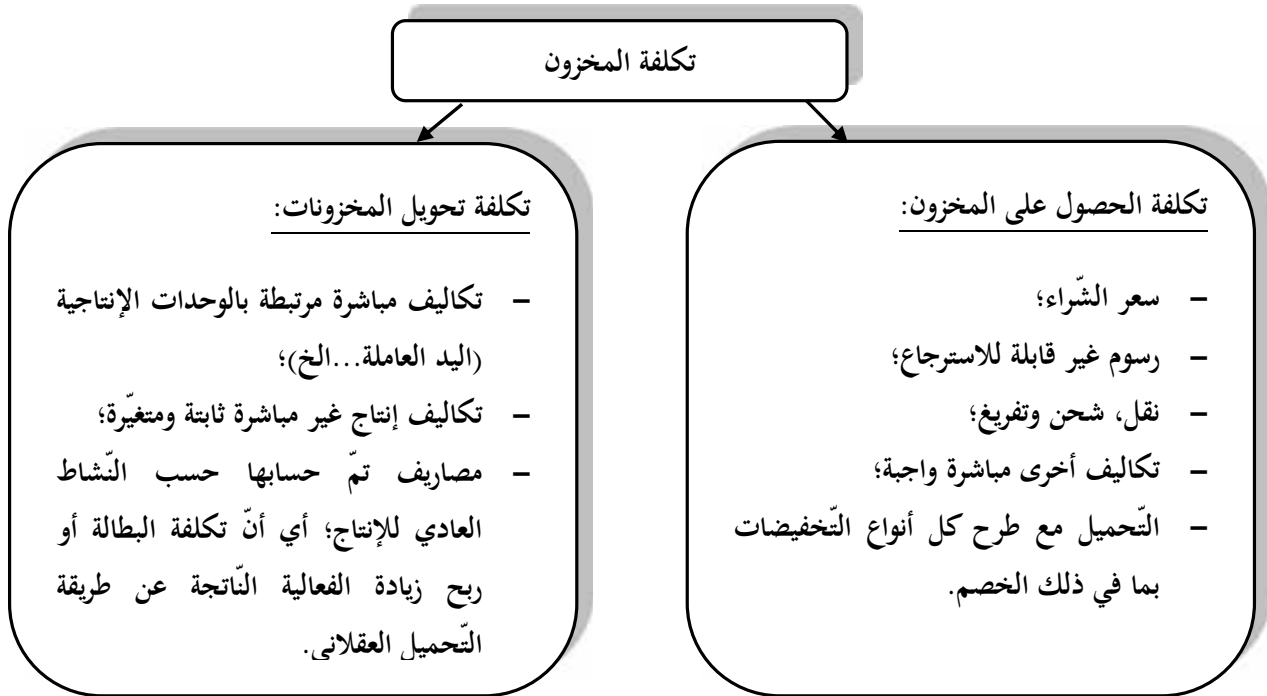 تكلفة المخزون
تكلفة الحصول على المخزون:
– سعر الشّراء؛
– رسوم غير قابلة للاسترجاع؛
– نقل، شحن وتفريغ؛
– تكاليف أخرى مباشرة واجبة؛
– التّحميل مع طرح كل أنواع التّخفيضات
بما في ذلك الخصم.
تكلفة تحويل المخزونات:
– تكاليف مباشرة مرتبطة بالوحدات الإنتاجية
(اليد العاملة...الخ)؛
– تكاليف إنتاج غير مباشرة ثابتة ومتغيّرة؛
– مصاريف تمّ حسابها حسب النّشاط
العادي للإنتاج؛ أي أنّ تكلفة البطالة أو
ربح زيادة الفعالية النّاتجة عن طريقة
التّحميل العقلاني.